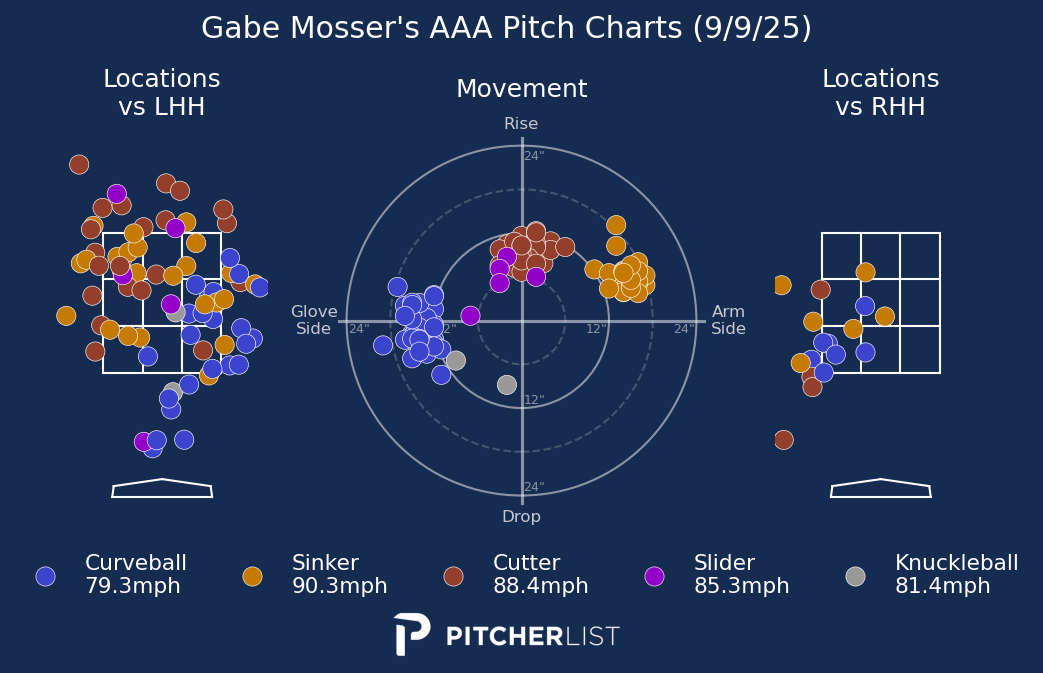 Gabe Mosser's AAA Pitch Charts (9/9/25)
Locations
vs LHH
Movement
Locations
vs RHH
Rise
24"
Glove
Side
24"
2"
12"
24"
Arm
Side
12"
24"
Drop
Curveball
79.3mph
Sinker
90.3mph
Cutter
88.4mph
Slider
85.3mph
Knuckleball
81.4mph
PITCHERLIST